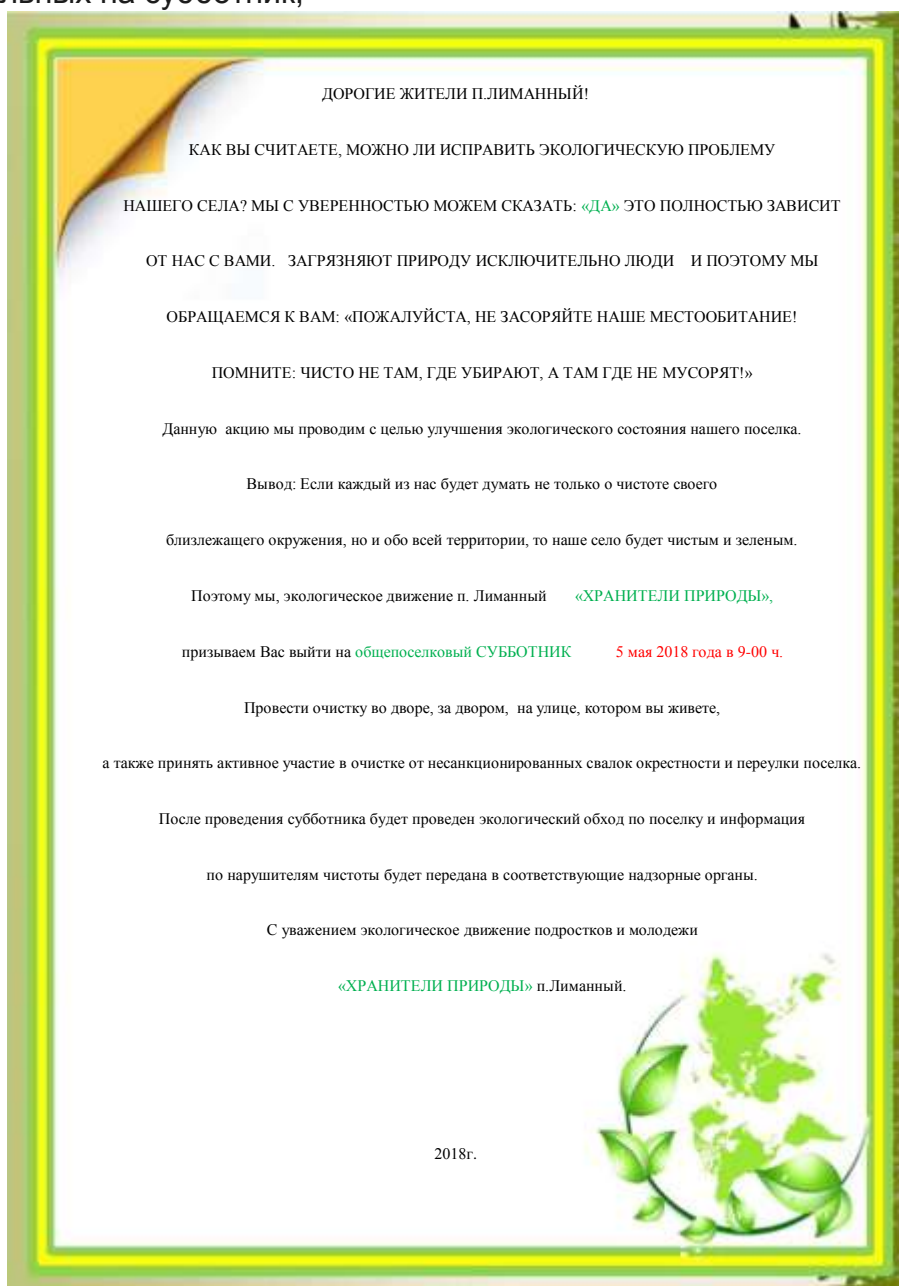 льных на субботник,
ДОРОГИЕ ЖИТЕЛИ П.ЛИМАННЫЙ!
КАК ВЫ СЧИТАЕТЕ, МОЖНО ЛИ ИСПРАВИТЬ ЭКОЛОГИЧЕСКУЮ ПРОБЛЕМУ
НАШЕГО СЕЛА? МЫ С УВЕРЕННОСТЬЮ МОЖЕМ СКАЗАТЬ: «ДА» ЭТО ПОЛНОСТЬЮ ЗАВИСИТ
ОТ НАС С ВАМИ. ЗАГРЯЗНЯЮТ ПРИРОДУ ИСКЛЮЧИТЕЛЬНО ЛЮДИ И ПОЭТОМУ МЫ
ОБРАЩАЕМСЯ К ВАМ: «ПОЖАЛУЙСТА, НЕ ЗАСОРЯЙТЕ НАШЕ МЕСТООБИТАНИЕ!
ПОМНИТЕ: ЧИСТО НЕ ТАМ, ГДЕ УБИРАЮТ, А ТАМ ГДЕ НЕ МУСОРЯТ!»
Данную акцию мы проводим с целью улучшения экологического состояния нашего поселка.
Вывод: Если каждый из нас будет думать не только о чистоте своего
близлежащего окружения, но и обо всей территории, то наше село будет чистым и зеленым.
Поэтому мы, экологическое движение п. Лиманный «ХРАНИТЕЛИ ПРИРОДЫ»,
призываем Вас выйти на общепоселковый СУББОТНИК 5 мая 2018 года в 9-00 ч.
Провести очистку во дворе, за двором, на улице, котором вы живете,
а также принять активное участие в очистке от несанкционированных свалок окрестности и переулки поселка.
После проведения субботника будет проведен экологический обход по поселку и информация
по нарушителям чистоты будет передана в соответствующие надзорные органы.
С уважением экологическое движение подростков и молодежи
«ХРАНИТЕЛИ ПРИРОДЫ» п.Лиманный.
2018г.